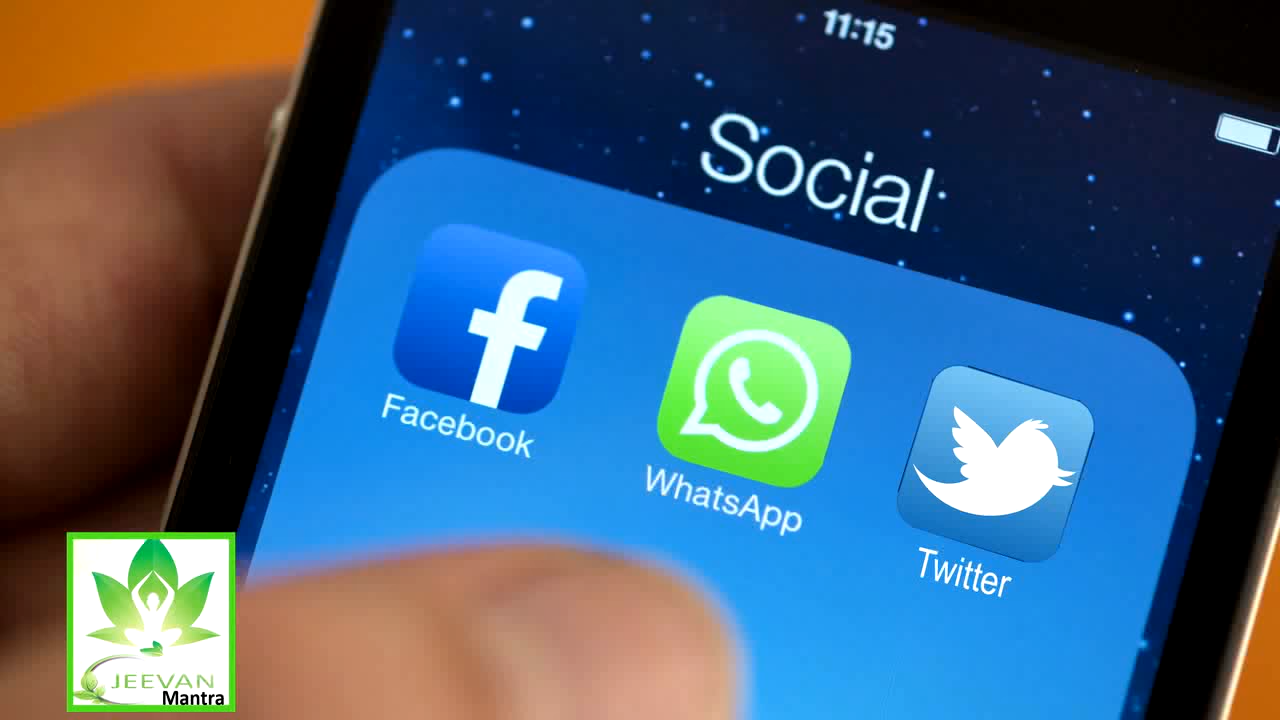 11:15
Social
Facebook
WhatsApp
Twitter
JEEVAN
Mantra